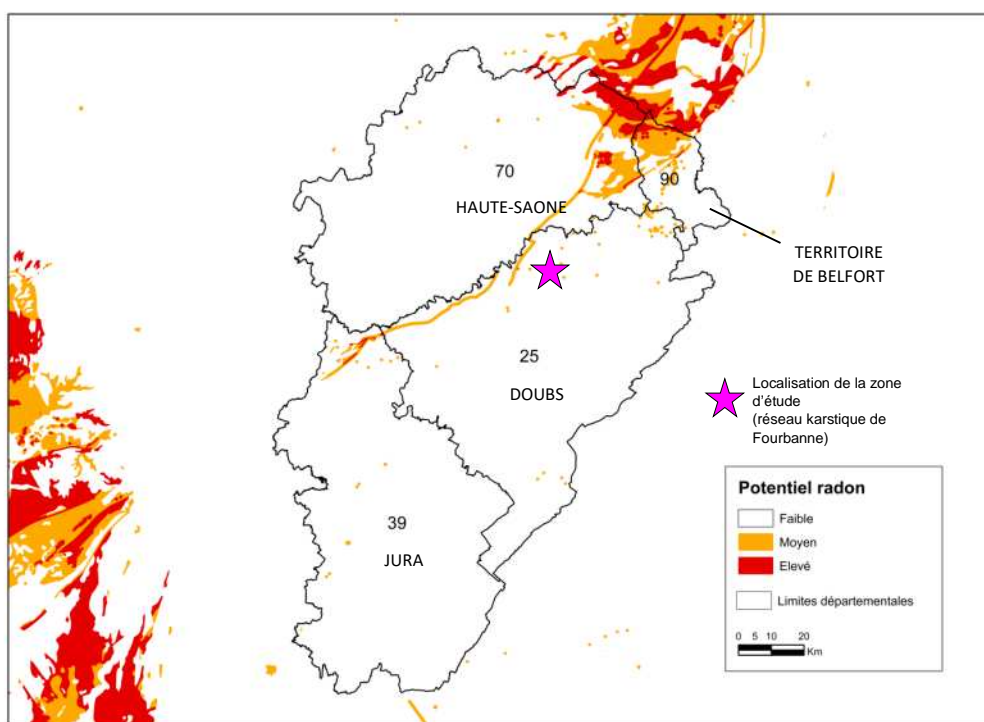 70
HAUTE-SAONE
90
TERRITOIRE
DE BELFORT
25
DOUBS
Localisation de la zone
d'étude
(réseau karstique de
Fourbanne)
39
JURA
Potentiel radon
Faible
Moyen
Elevé
Limites départementales
0 5 10 20
Km